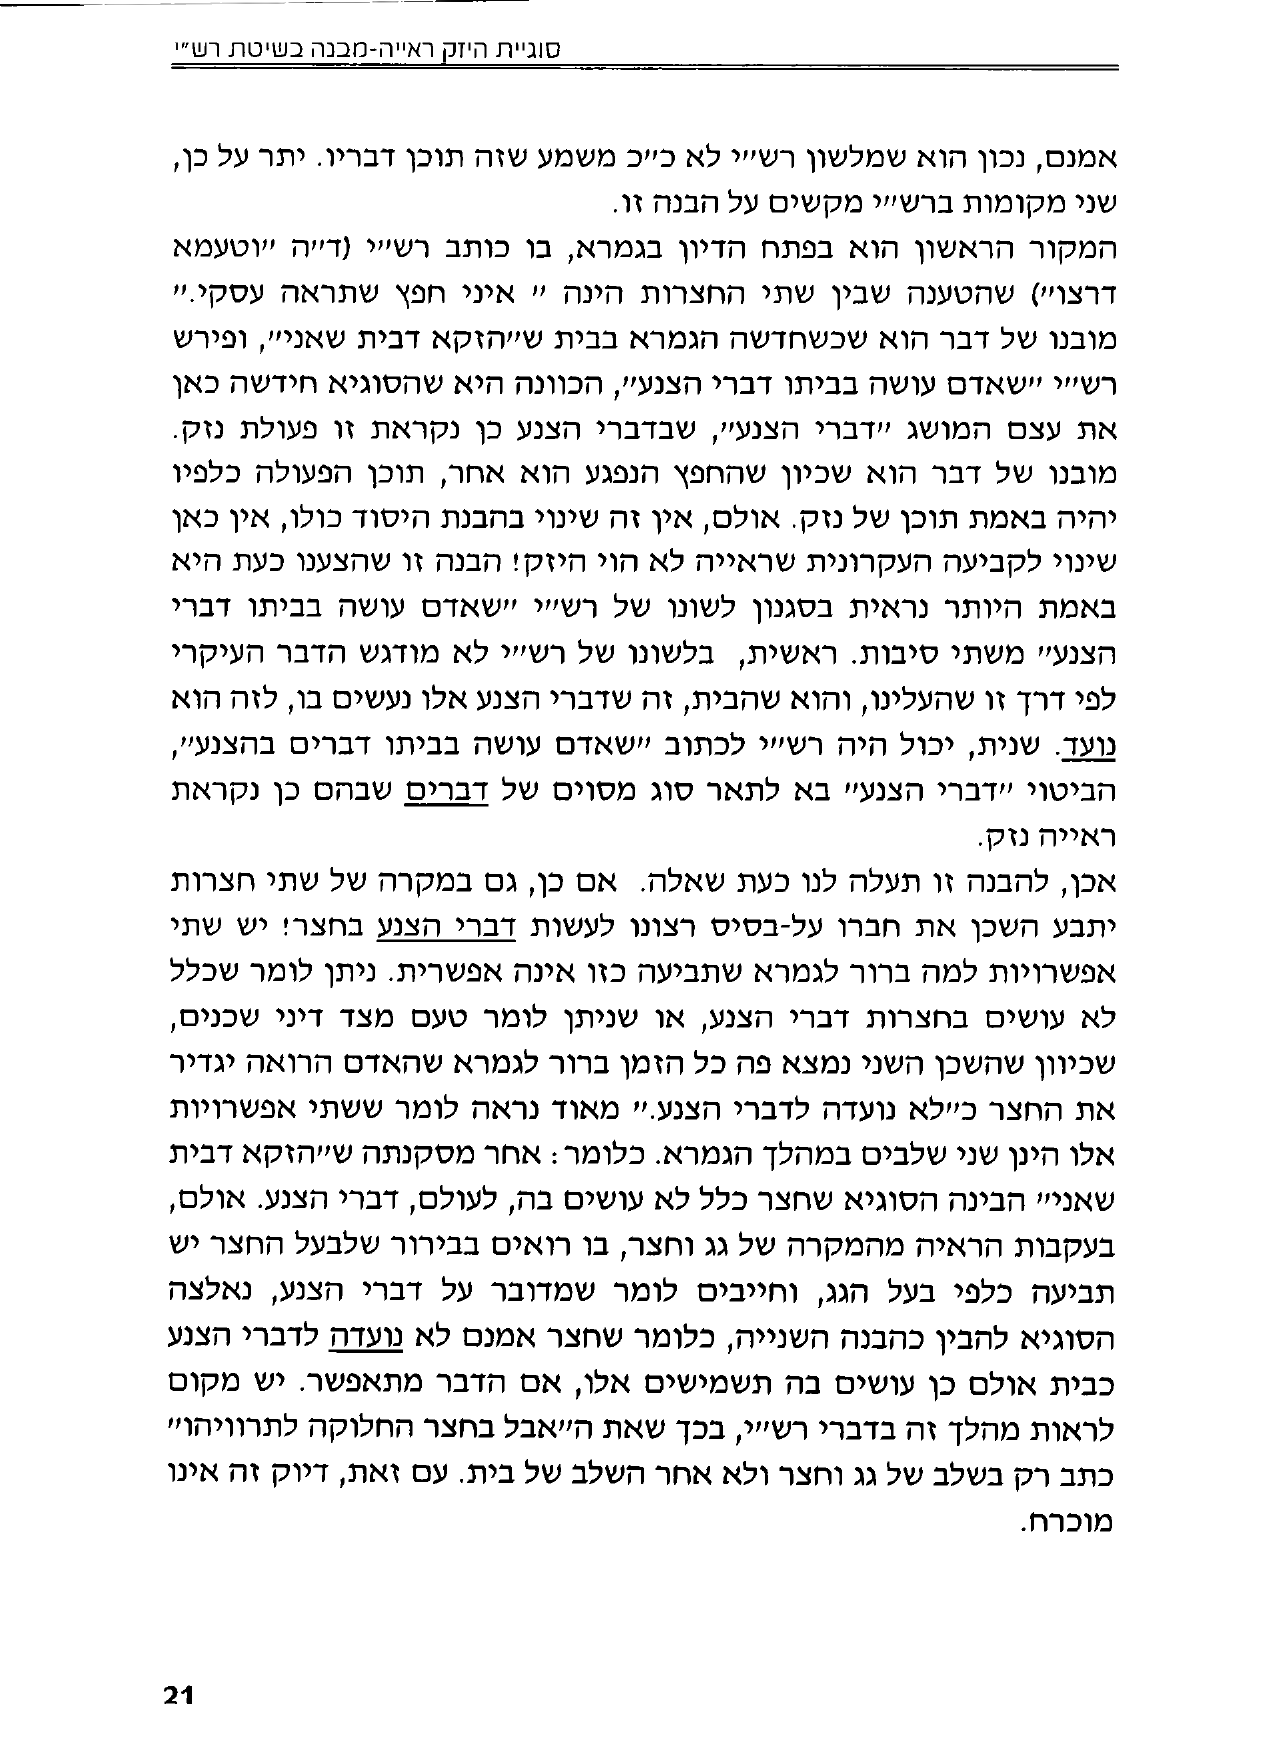 סוגיית היזק ראייה-מבנה בשיטת רש"י
אמנם, נכון הוא שמלשון רש"י לא כ"כ משמע שזה תוכן דבריו. יתר על כן,
שני מקומות ברש"י מקשים על הבנה זו.
המקור הראשון הוא בפתח הדיון בגמרא, בו כותב רש"י (ד"ה "וטעמא
דרצו") שהטענה שבין שתי החצרות הינה " איני חפץ שתראה עסקי."
מובנו של דבר הוא שכשחדשה הגמרא בבית ש"הזקא דבית שאני", ופירש
רש"י "שאדם עושה בביתו דברי הצנע", הכוונה היא שהסוגיא חידשה כאן
את עצם המושג "דברי הצנע", שבדברי הצנע כן נקראת זו פעולת נזק.
מובנו של דבר הוא שכיון שהחפץ הנפגע הוא אחר, תוכן הפעולה כלפיו
יהיה באמת תוכן של נזק. אולם, אין זה שינוי בהבנת היסוד כולו, אין כאן
שינוי לקביעה העקרונית שראייה לא הוי היזק! הבנה זו שהצענו כעת היא
באמת היותר נראית בסגנון לשונו של רש"י "שאדם עושה בביתו דברי
הצנע" משתי סיבות. ראשית, בלשונו של רש"י לא מודגש הדבר העיקרי
לפי דרך זו שהעלינו, והוא שהבית, זה שדברי הצנע אלו נעשים בו, לזה הוא
נועד. שנית, יכול היה רש"י לכתוב "שאדם עושה בביתו דברים בהצנע",
הביטוי "דברי הצנע" בא לתאר סוג מסוים של דברים שבהם כן נקראת
ראייה נזק.
אכן, להבנה זו תעלה לנו כעת שאלה. אם כן, גם במקרה של שתי חצרות
יתבע השכן את חברו על-בסיס רצונו לעשות דברי הצנע בחצר! יש שתי
אפשרויות למה ברור לגמרא שתביעה כזו אינה אפשרית. ניתן לומר שכלל
לא עושים בחצרות דברי הצנע, או שניתן לומר טעם מצד דיני שכנים,
שכיוון שהשכן השני נמצא פה כל הזמן ברור לגמרא שהאדם הרואה יגדיר
את החצר כ"לא נועדה לדברי הצנע." מאוד נראה לומר ששתי אפשרויות
אלו הינן שני שלבים במהלך הגמרא. כלומר: אחר מסקנתה ש"הזקא דבית
שאני" הבינה הסוגיא שחצר כלל לא עושים בה, לעולם, דברי הצנע. אולם,
בעקבות הראיה מהמקרה של גג וחצר, בו רואים בבירור שלבעל החצר יש
תביעה כלפי בעל הגג, וחייבים לומר שמדובר על דברי הצנע, נאלצה
הסוגיא להבין כהבנה השנייה, כלומר שחצר אמנם לא נועדה לדברי הצנע
כבית אולם כן עושים בה תשמישים אלו, אם הדבר מתאפשר. יש מקום
לראות מהלך זה בדברי רש"י, בכך שאת ה"אבל בחצר החלוקה לתרוויהו"
כתב רק בשלב של גג וחצר ולא אחר השלב של בית. עם זאת, דיוק זה אינו
מוכרח.
21